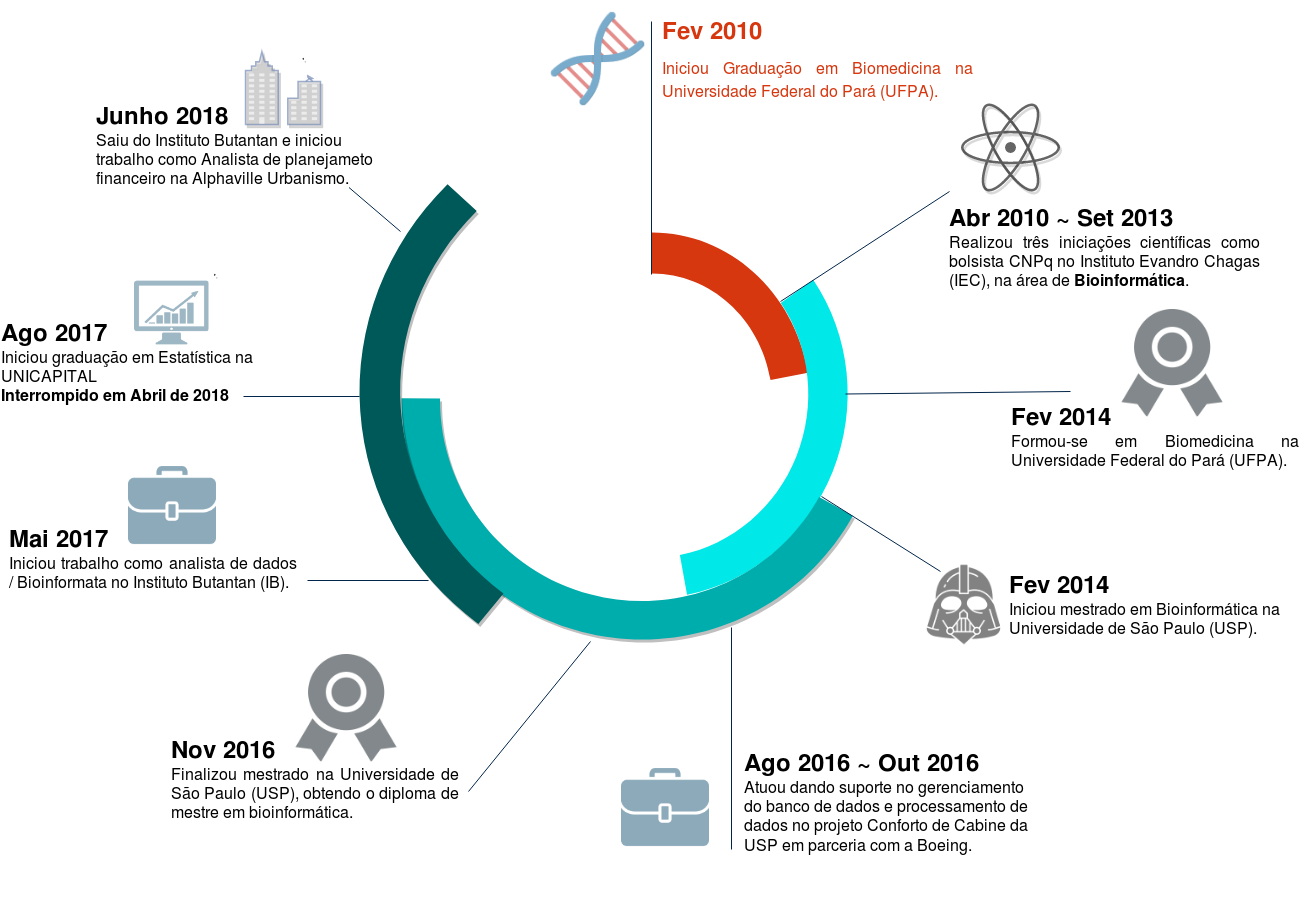 Fev 2010
Iniciou Graduação em Biomedicina na
Universidade Federal do Pará (UFPA).
Abr 2010 ~ Set 2013
Realizou três iniciações científicas como
bolsista CNPq no Instituto Evandro Chagas
(IEC), na área de Bioinformática.
Fev 2014
Formou-se em Biomedicina na
Universidade Federal do Pará (UFPA).
Fev 2014
Iniciou mestrado em Bioinformática na
Universidade de São Paulo (USP).
Ago 2016 ~ Out 2016
Atuou dando suporte no gerenciamento
do banco de dados e processamento de
dados no projeto Conforto de Cabine da
USP em parceria com a Boeing.
Nov 2016
Finalizou mestrado na Universidade de
São Paulo (USP), obtendo o diploma de
mestre em bioinformática.
Mai 2017
Iniciou trabalho como analista de dados
/ Bioinformata no Instituto Butantan (IB).
Ago 2017
Iniciou graduação em Estatística na
UNICAPITAL
Interrompido em Abril de 2018
Junho 2018
Saiu do Instituto Butantan e iniciou
trabalho como Analista de planejameto
financeiro na Alphaville Urbanismo.